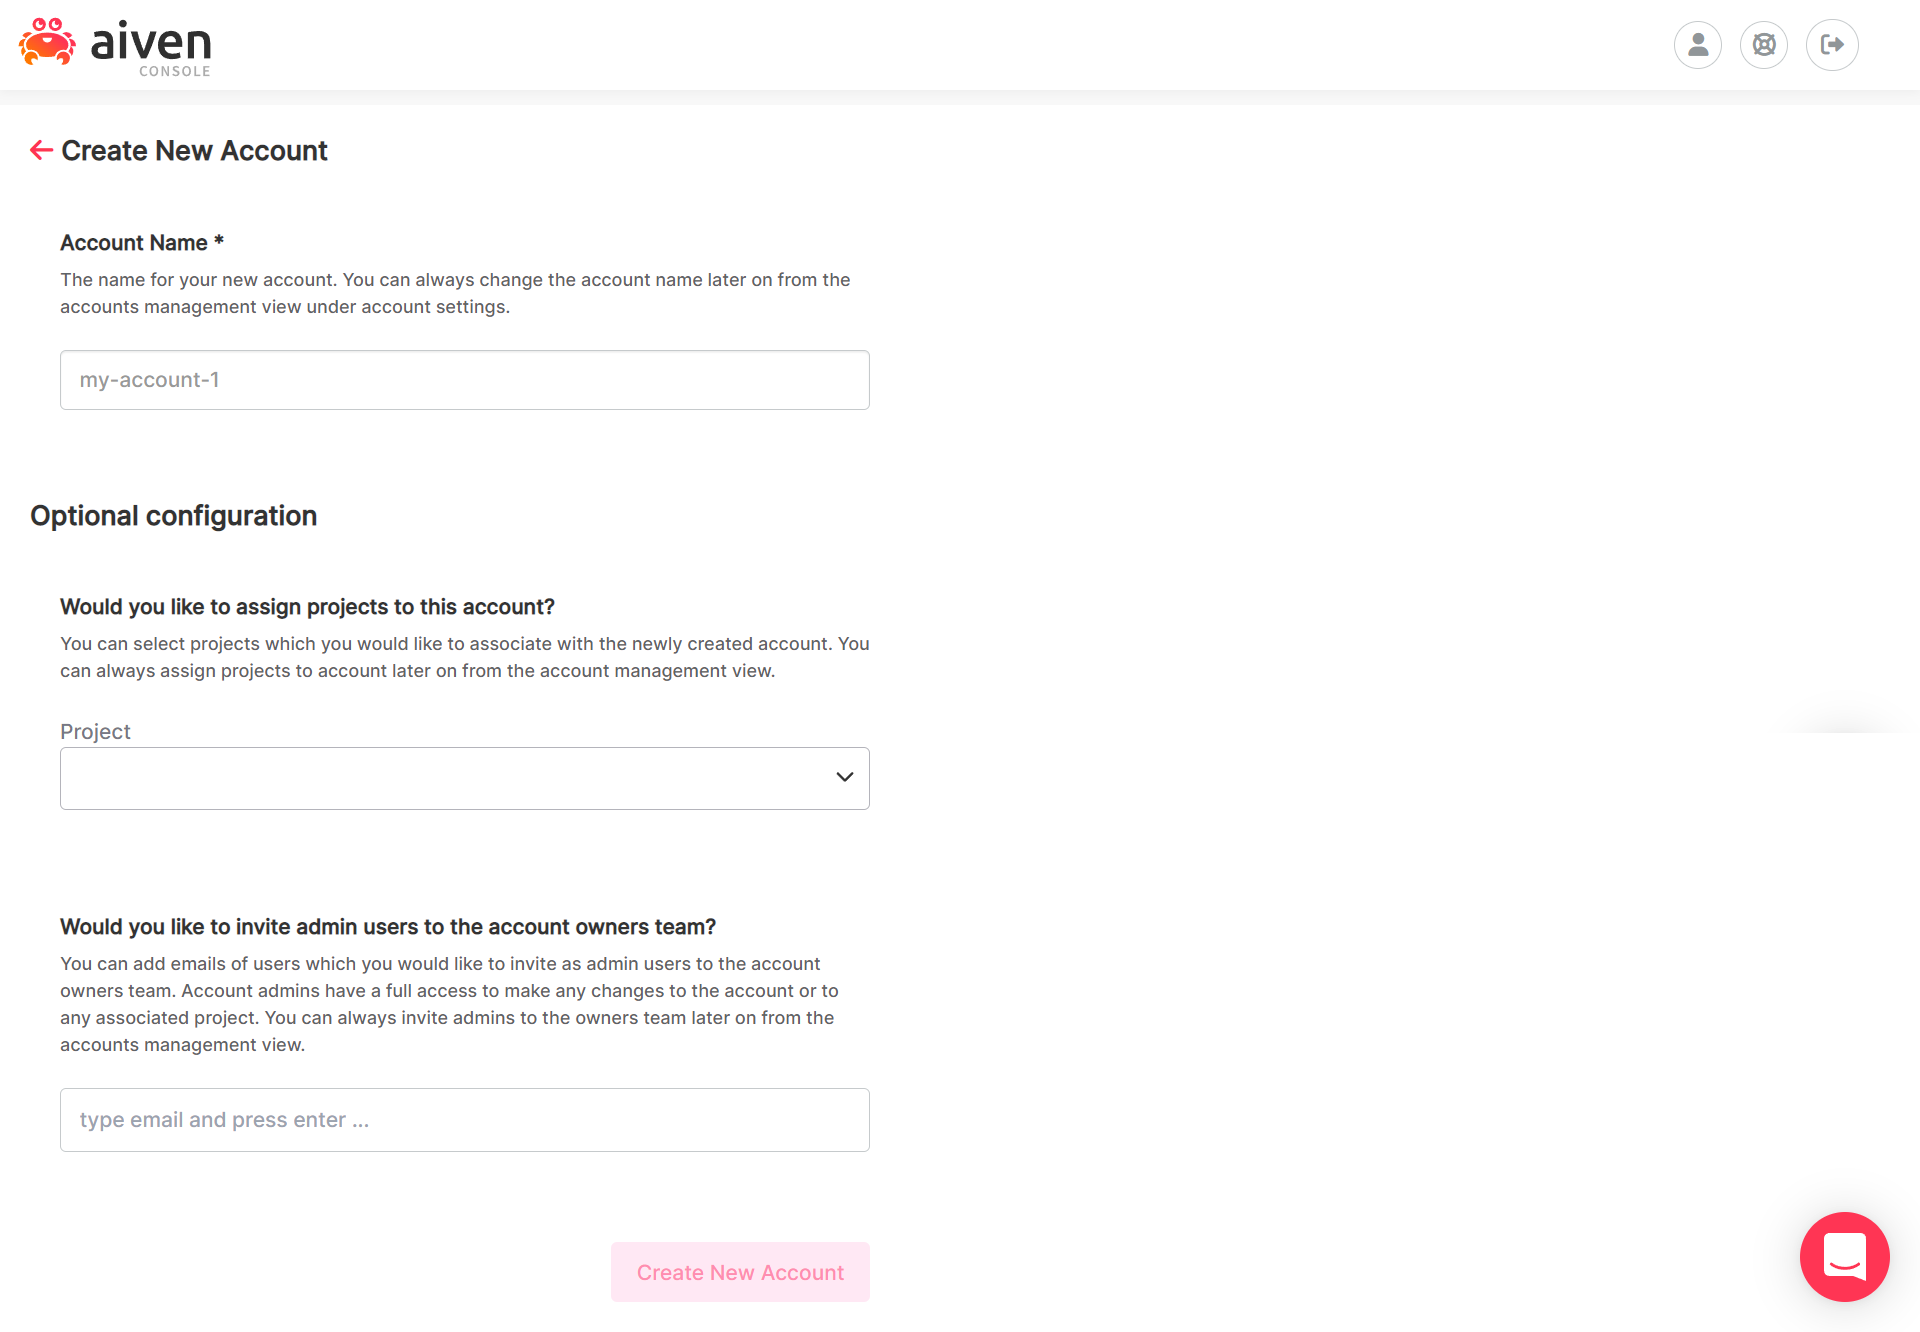 aiven
CONSOLE
Create New Account
Account Name *
The name for your new account. You can always change the account name later on from the
accounts management view under account settings.
my-account-1
Optional configuration
Would you like to assign projects to this account?
You can select projects which you would like to associate with the newly created account. You
can always assign projects to account later on from the account management view.
Project
Would you like to invite admin users to the account owners team?
You can add emails of users which you would like to invite as admin users to the account
owners team. Account admins have a full access to make any changes to the account or to
any associated project. You can always invite admins to the owners team later on from the
accounts management view.
type email and press enter ...
Create New Account